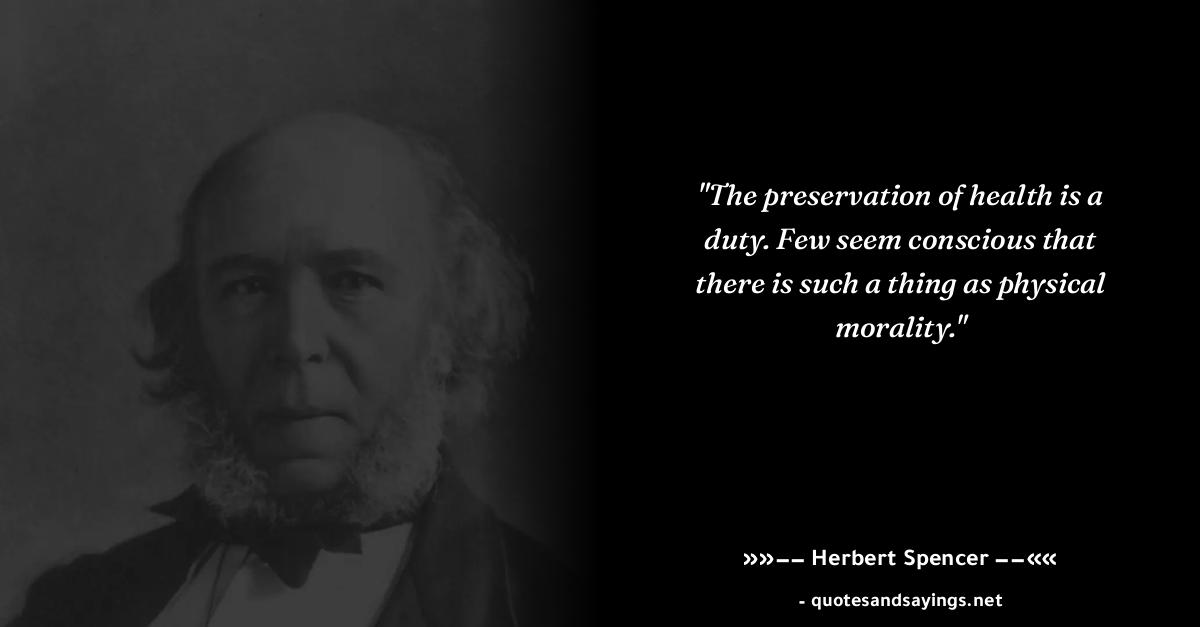 "The preservation of health is a
duty. Few seem conscious that
there is such a thing as physical
morality."
»»–– Herbert Spencer ––««
- quotesandsayings.net